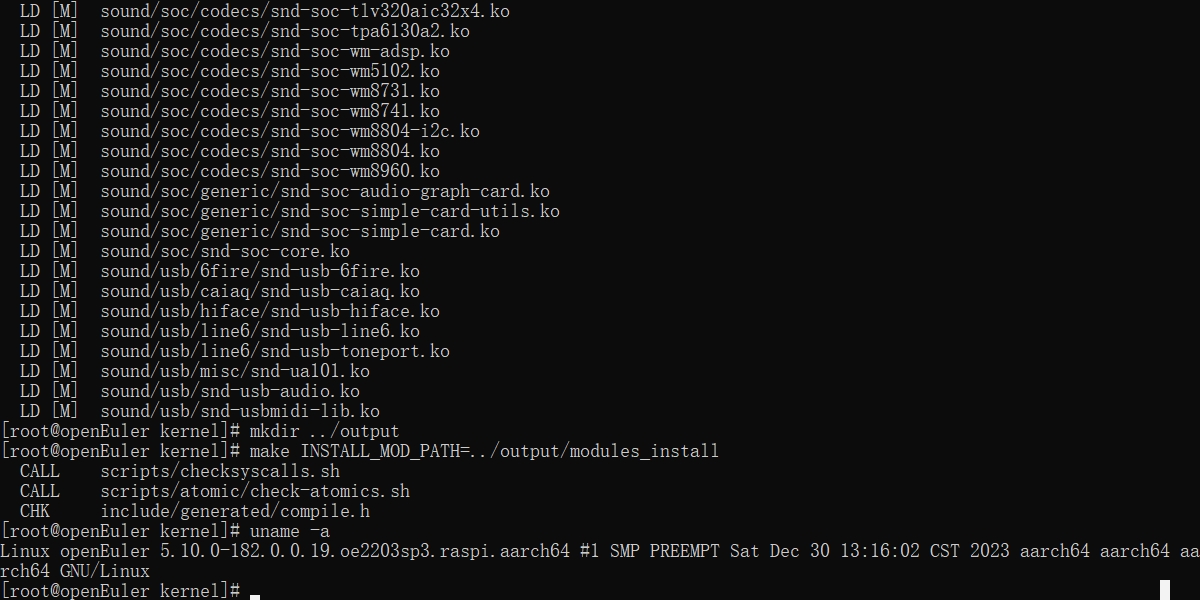 LD [M]  sound/soc/codecs/snd-soc-tlv320aic32x4.ko
LD [M]  sound/soc/codecs/snd-soc-tpa6130a2.ko
LD [M]  sound/soc/codecs/snd-soc-wm-adsp.ko
LD [M]  sound/soc/codecs/snd-soc-wm5102.ko
LD [M]  sound/soc/codecs/snd-soc-wm8731.ko
LD [M]  sound/soc/codecs/snd-soc-wm8741.ko
LD [M]  sound/soc/codecs/snd-soc-wm8804-i2c.ko
LD [M]  sound/soc/codecs/snd-soc-wm8804.ko
LD [M]  sound/soc/codecs/snd-soc-wm8960.ko
LD [M]  sound/soc/generic/snd-soc-audio-graph-card.ko
LD [M]  sound/soc/generic/snd-soc-simple-card-utils.ko
LD [M]  sound/soc/generic/snd-soc-simple-card.ko
LD [M]  sound/soc/snd-soc-core.ko
LD [M]  sound/usb/6fire/snd-usb-6fire.ko
LD [M]  sound/usb/caiaq/snd-usb-caiaq.ko
LD [M]  sound/usb/hiface/snd-usb-hiface.ko
LD [M]  sound/usb/line6/snd-usb-line6.ko
LD [M]  sound/usb/line6/snd-usb-toneport.ko
LD [M]  sound/usb/misc/snd-ua101.ko
LD [M]  sound/usb/snd-usb-audio.ko
LD [M]  sound/usb/snd-usbmidi-lib.ko
[root@openEuler kernel]# mkdir ../output
[root@openEuler kernel]# make INSTALL_MOD_PATH=../output/modules_install
CALL    scripts/checksyscalls.sh
CALL    scripts/atomic/check-atomics.sh
CHK     include/generated/compile.h
[root@openEuler kernel]# uname -a
Linux openEuler 5.10.0-182.0.0.19.oe2203sp3.raspi.aarch64 #1 SMP PREEMPT Sat Dec 30 13:16:02 CST 2023 aarch64 aarch64 aa
rch64 GNU/Linux
[root@openEuler kernel]#